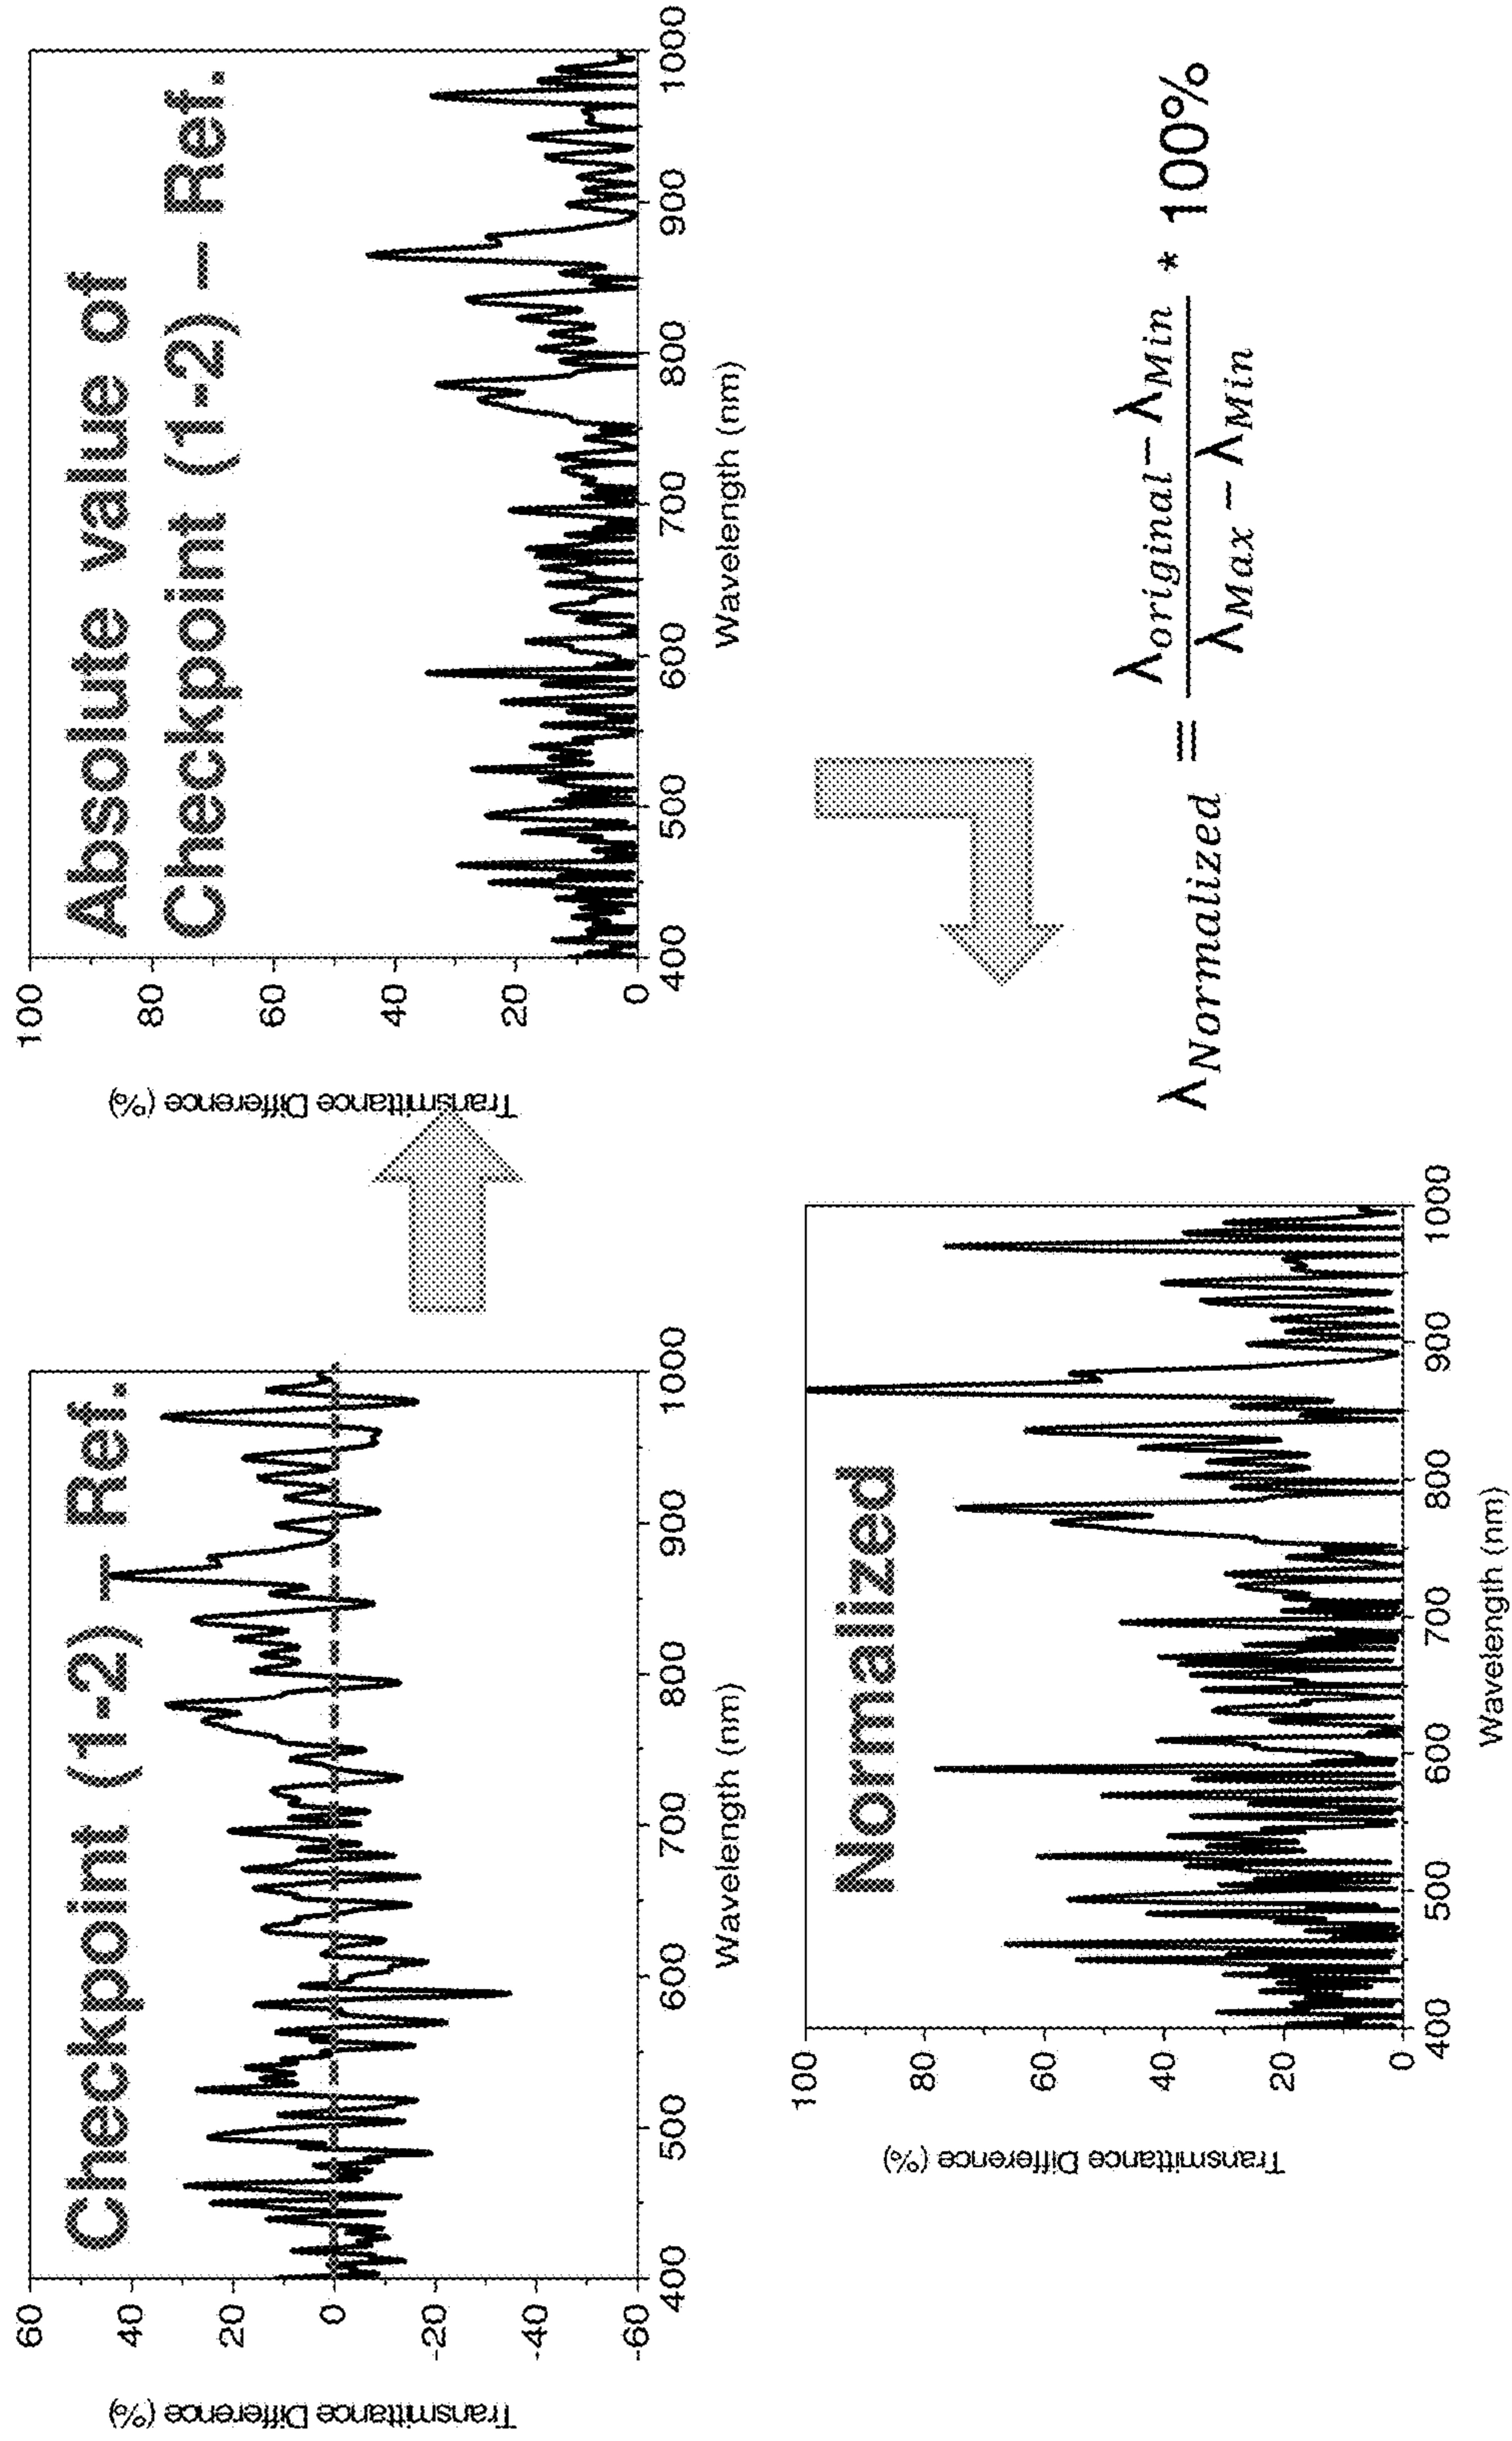 Checkpoint (1-2) — Ref.
Transmittance Difference (%)
60
40
20
0
-20
-40
-60
400 500 600 700 800 900 1000
Wavelength (nm)
Absolute value of
Checkpoint (1-2) — Ref.
Transmittance Difference (%)
100
80
60
40
20
0
400 500 600 700 800 900 1000
Wavelength (nm)
Normalized
Transmittance Difference (%)
100
80
60
40
20
0
400 500 600 700 800 900 1000
Wavelength (nm)
λNormalized = λoriginal − λMin / λMax − λMin * 100%